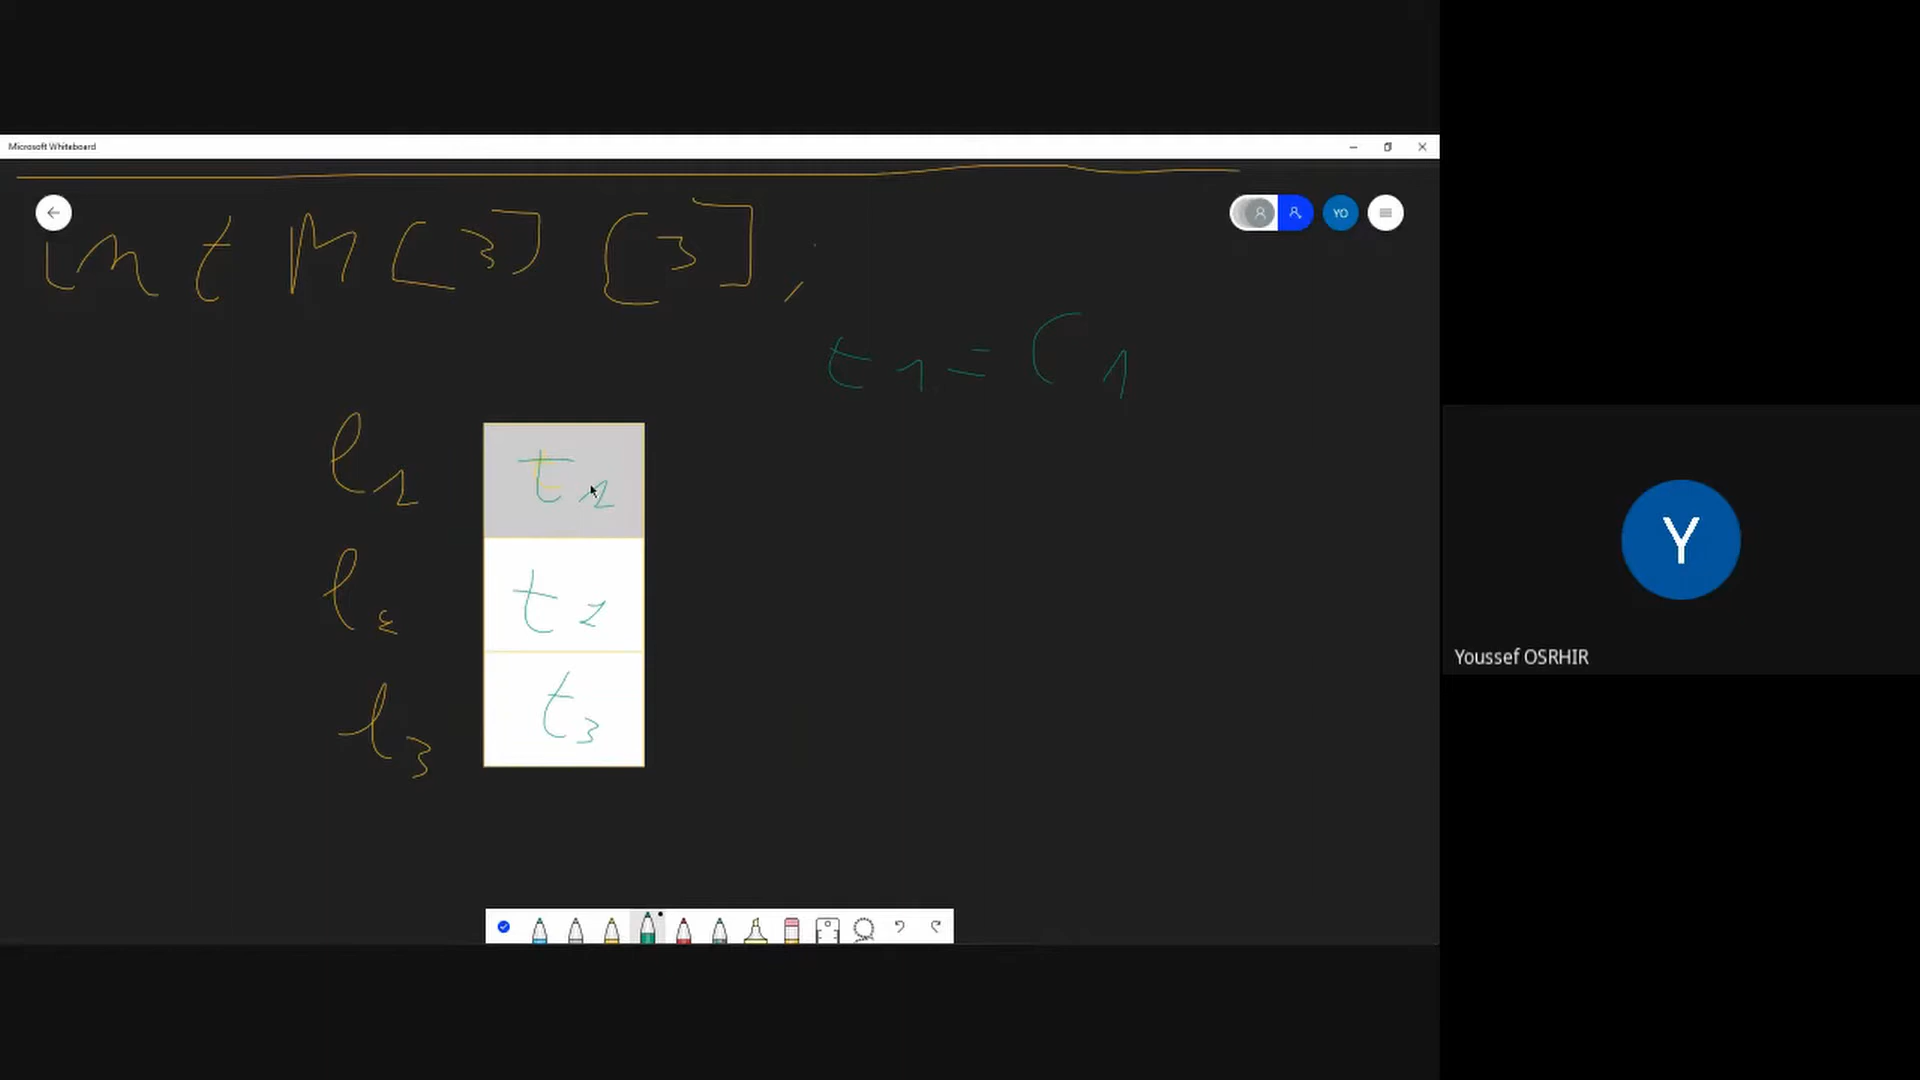 Microsoft Whiteboard
int M[3][3];
YO
t1 = C1
l1 t1
l2 t2
l3 t3
Y
Youssef OSRHIR